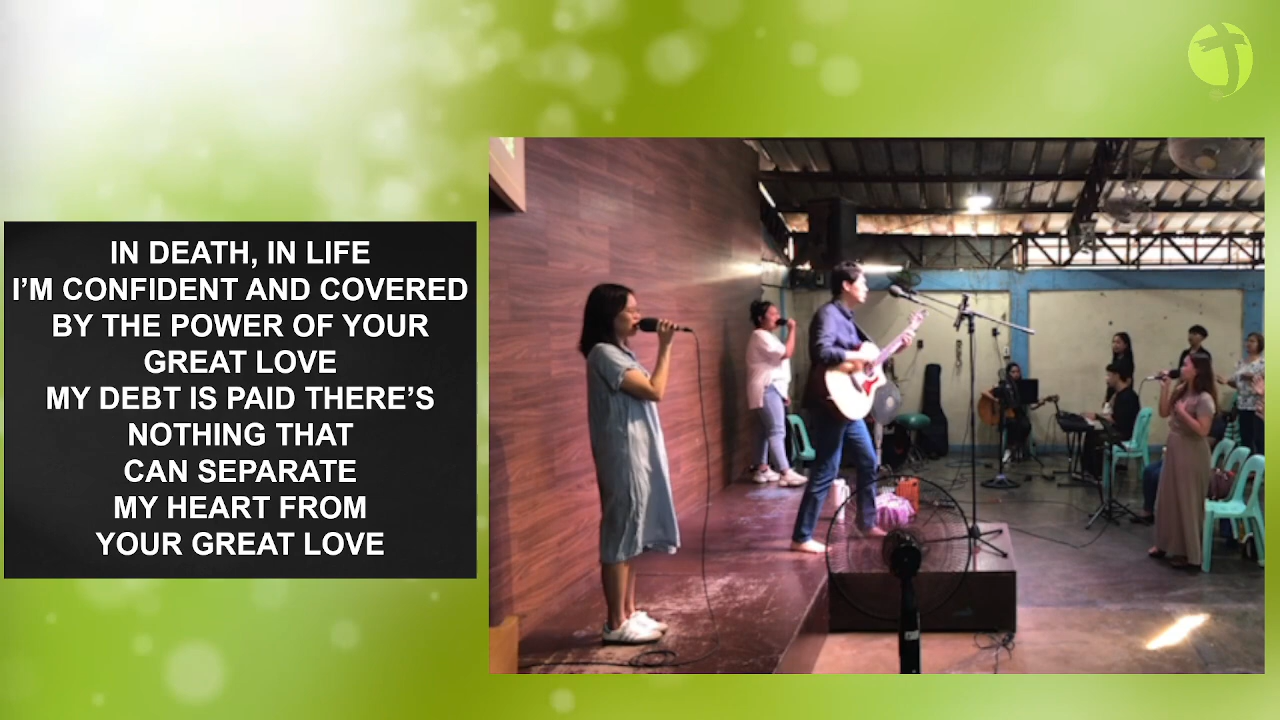 IN DEATH, IN LIFE
I'M CONFIDENT AND COVERED
BY THE POWER OF YOUR
GREAT LOVE
MY DEBT IS PAID THERE'S
NOTHING THAT
CAN SEPARATE
MY HEART FROM
YOUR GREAT LOVE